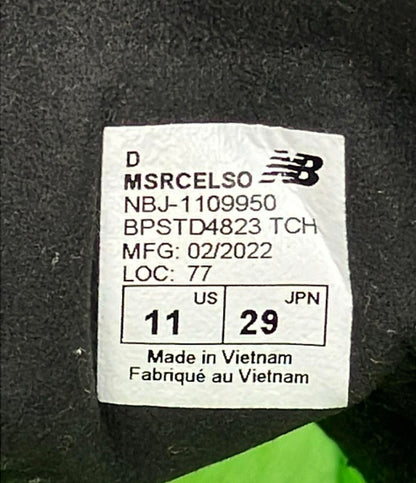 D
MSRCELSO NB
NBJ-1109950
BPSTD4823 TCH
MFG: 02/2022
LOC: 77
US JPN
11 29
Made in Vietnam
Fabriqué au Vietnam